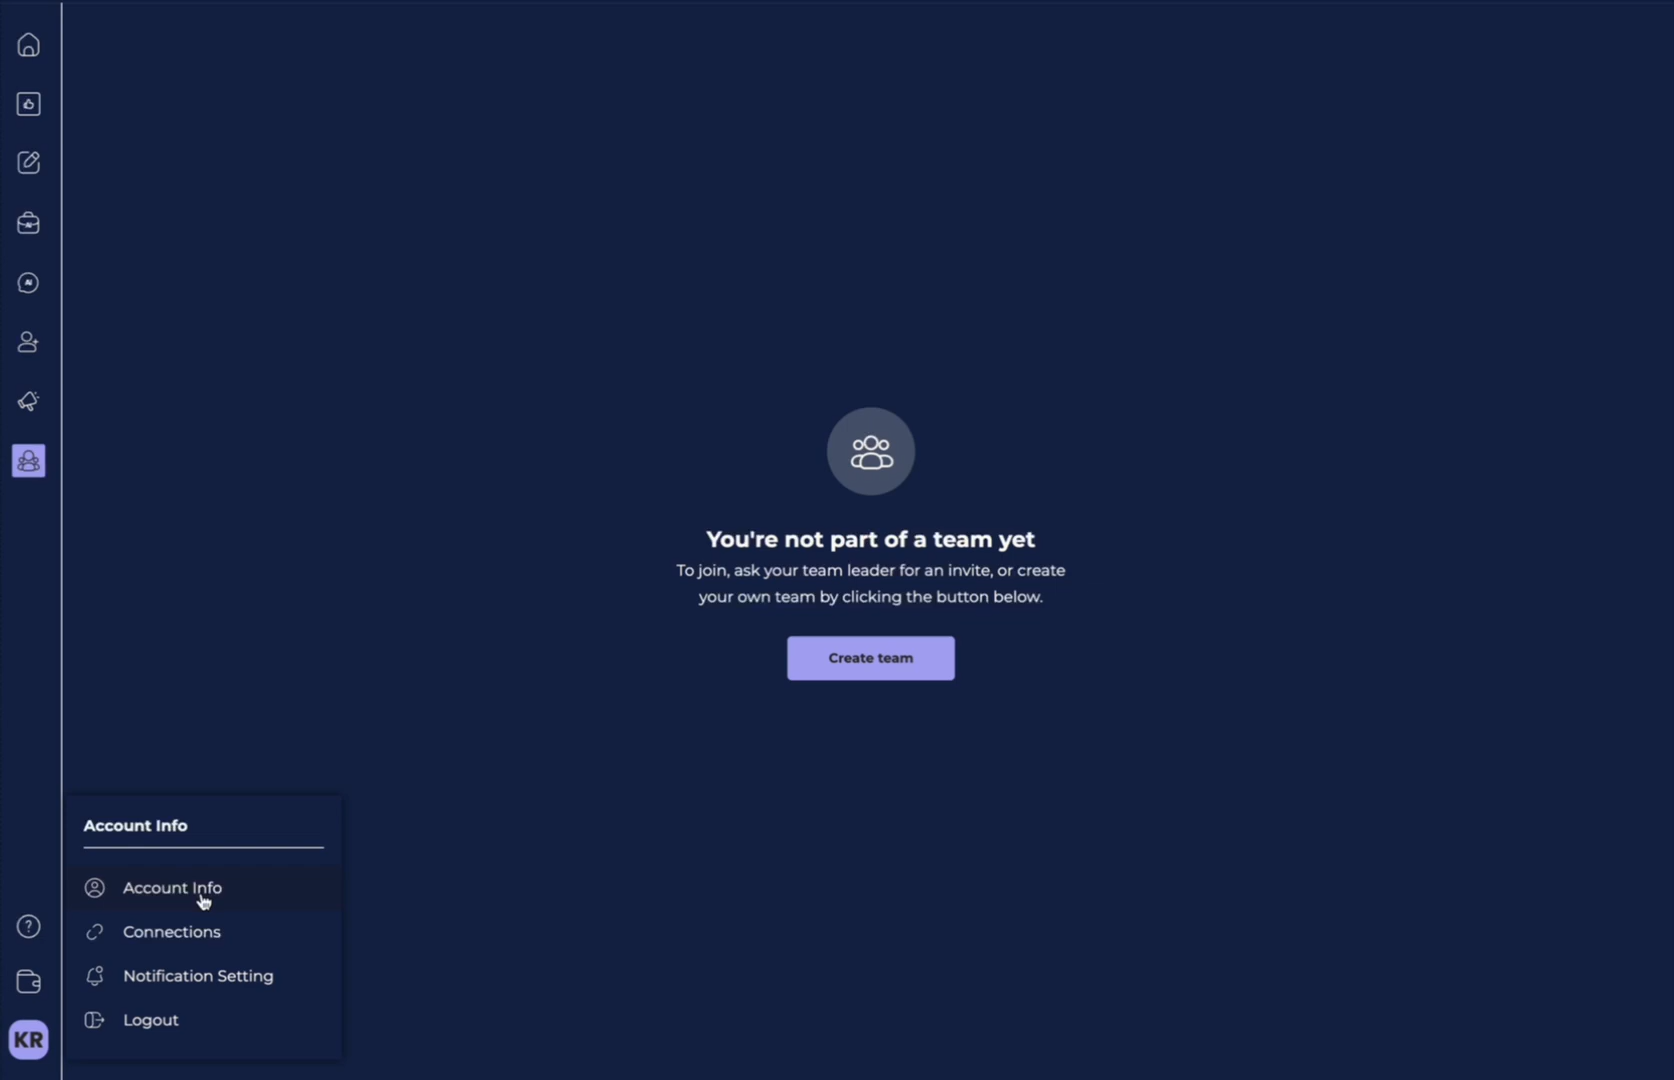 You're not part of a team yet
To join, ask your team leader for an invite, or create
your own team by clicking the button below.
Create team
Account Info
Account Info
Connections
Notification Setting
Logout
KR